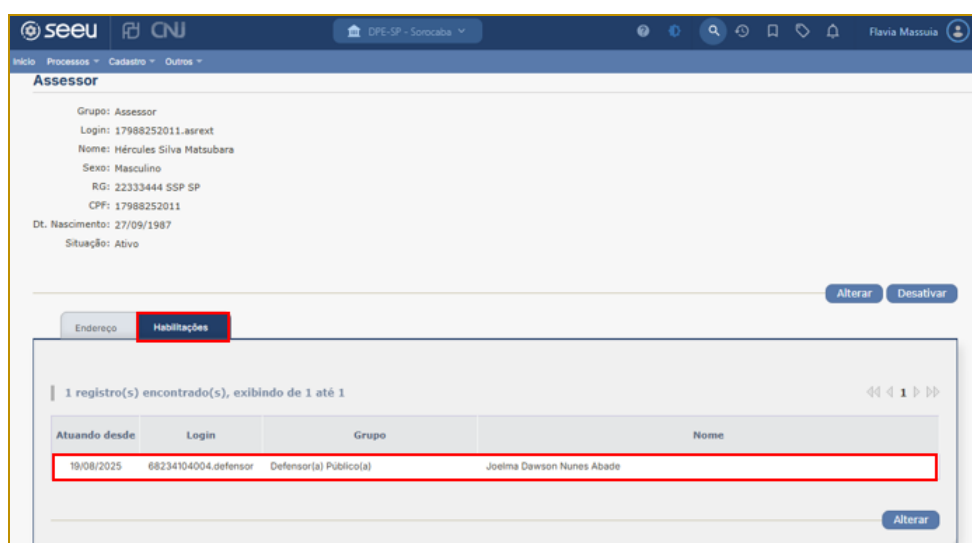 seeu CNJ DPE-SP - Sorocaba Flavia Massuia
Início Processos Cadastro Outros
Assessor
Grupo: Assessor
Login: 17988252011.asrext
Nome: Hércules Silva Matsubara
Sexo: Masculino
RG: 22333444 SSP SP
CPF: 17988252011
Dt. Nascimento: 27/09/1987
Situação: Ativo
Alterar Desativar
Endereço Habilitações
1 registro(s) encontrado(s), exibindo de 1 até 1 1
Atuando desde Login Grupo Nome
19/08/2025 68234104004.defensor Defensor(a) Público(a) Joelma Dawson Nunes Abade
Alterar